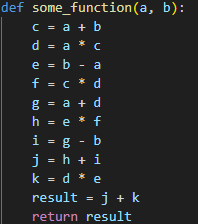 def some_function(a, b):
    c = a + b
    d = a * c
    e = b - a
    f = c * d
    g = a + d
    h = e * f
    i = g - b
    j = h + i
    k = d * e
    result = j + k
    return result